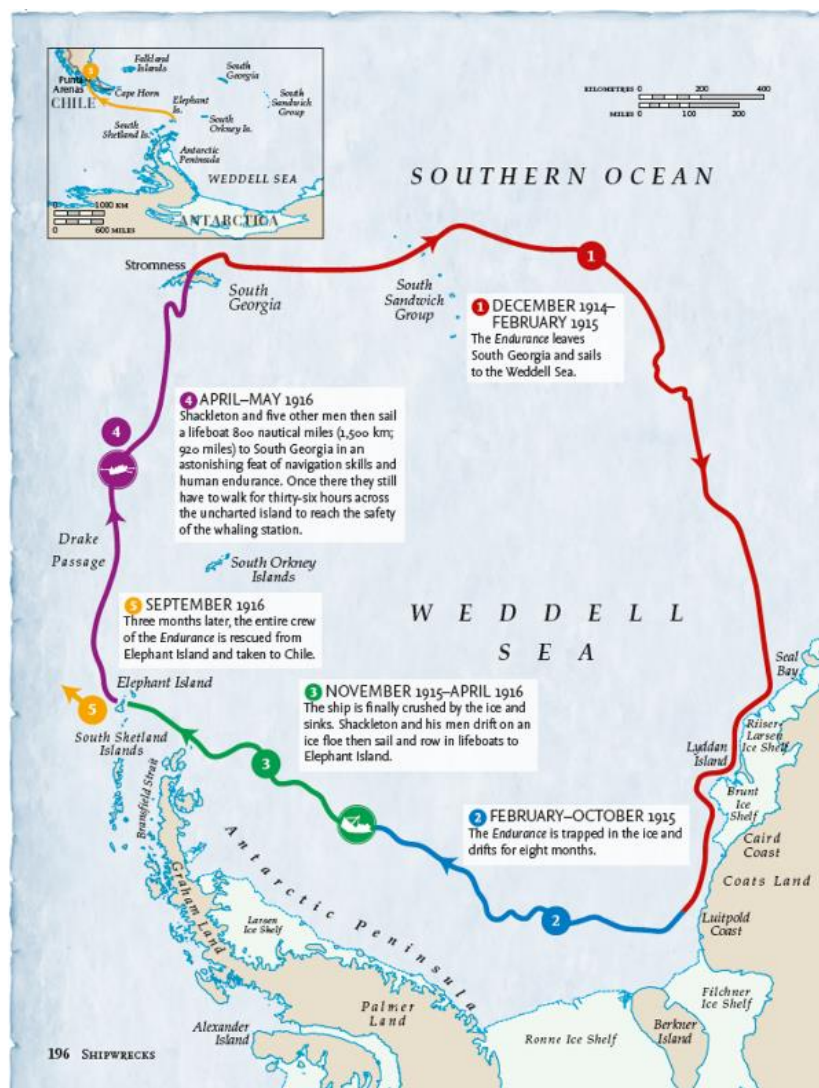 Falkland
Islands
South
Georgia
5
Punta
Arenas
Cape Horn
CHILE
Elephant
Is.
South
Sandwich
Group
South
Orkney Is.
South
Shetland Is.
Antarctic
Peninsula
WEDDELL SEA
0 1000 KM
0 600 MILES
ANTARCTICA
KILOMETRES 0 200 400
MILES 0 100 200
SOUTHERN OCEAN
Stromness
South
Georgia
South
Sandwich
Group
1
1 DECEMBER 1914–
FEBRUARY 1915
The Endurance leaves
South Georgia and sails
to the Weddell Sea.
4 APRIL–MAY 1916
Shackleton and five other men then sail
a lifeboat 800 nautical miles (1,500 km;
920 miles) to South Georgia in an
astonishing feat of navigation skills and
human endurance. Once there they still
have to walk for thirty-six hours across
the uncharted island to reach the safety
of the whaling station.
4
Drake
Passage
South Orkney
Islands
5 SEPTEMBER 1916
Three months later, the entire crew
of the Endurance is rescued from
Elephant Island and taken to Chile.
WEDDELL
SEA
Seal
Bay
Elephant Island
5
3 NOVEMBER 1915–APRIL 1916
The ship is finally crushed by the ice and
sinks. Shackleton and his men drift on an
ice floe then sail and row in lifeboats to
Elephant Island.
South Shetland
Islands
Riiser-
Larsen
Ice Shelf
Lyddan
Island
3
Bransfield Strait
Brunt
Ice
Shelf
2 FEBRUARY–OCTOBER 1915
The Endurance is trapped in the ice and
drifts for eight months.
Caird
Coast
Coats Land
Antarctic Peninsula
Graham Land
Larsen
Ice Shelf
2
Luitpold
Coast
Palmer
Land
Filchner
Ice Shelf
Alexander
Island
Ronne Ice Shelf
Berkner
Island
196 SHIPWRECKS